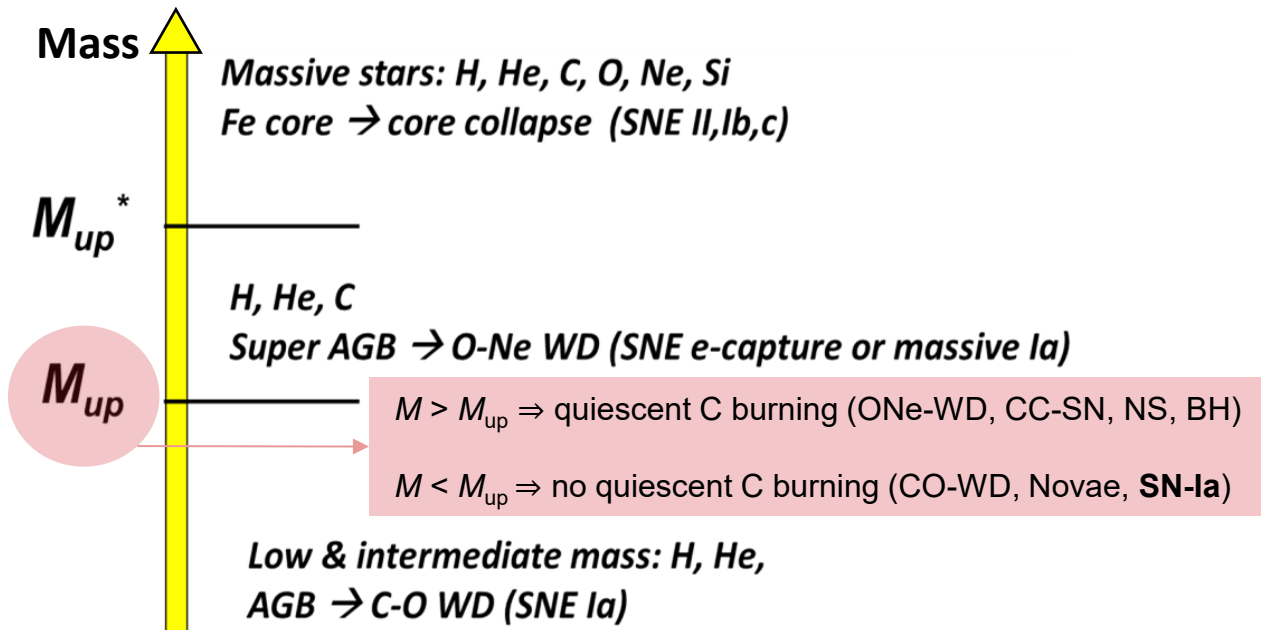 Mass
Massive stars: H, He, C, O, Ne, Si
Fe core → core collapse (SNE II,Ib,c)
Mup*
H, He, C
Super AGB → O-Ne WD (SNE e-capture or massive Ia)
Mup
M > Mup ⇒ quiescent C burning (ONe-WD, CC-SN, NS, BH)
M < Mup ⇒ no quiescent C burning (CO-WD, Novae, SN-Ia)
Low & intermediate mass: H, He,
AGB → C-O WD (SNE Ia)